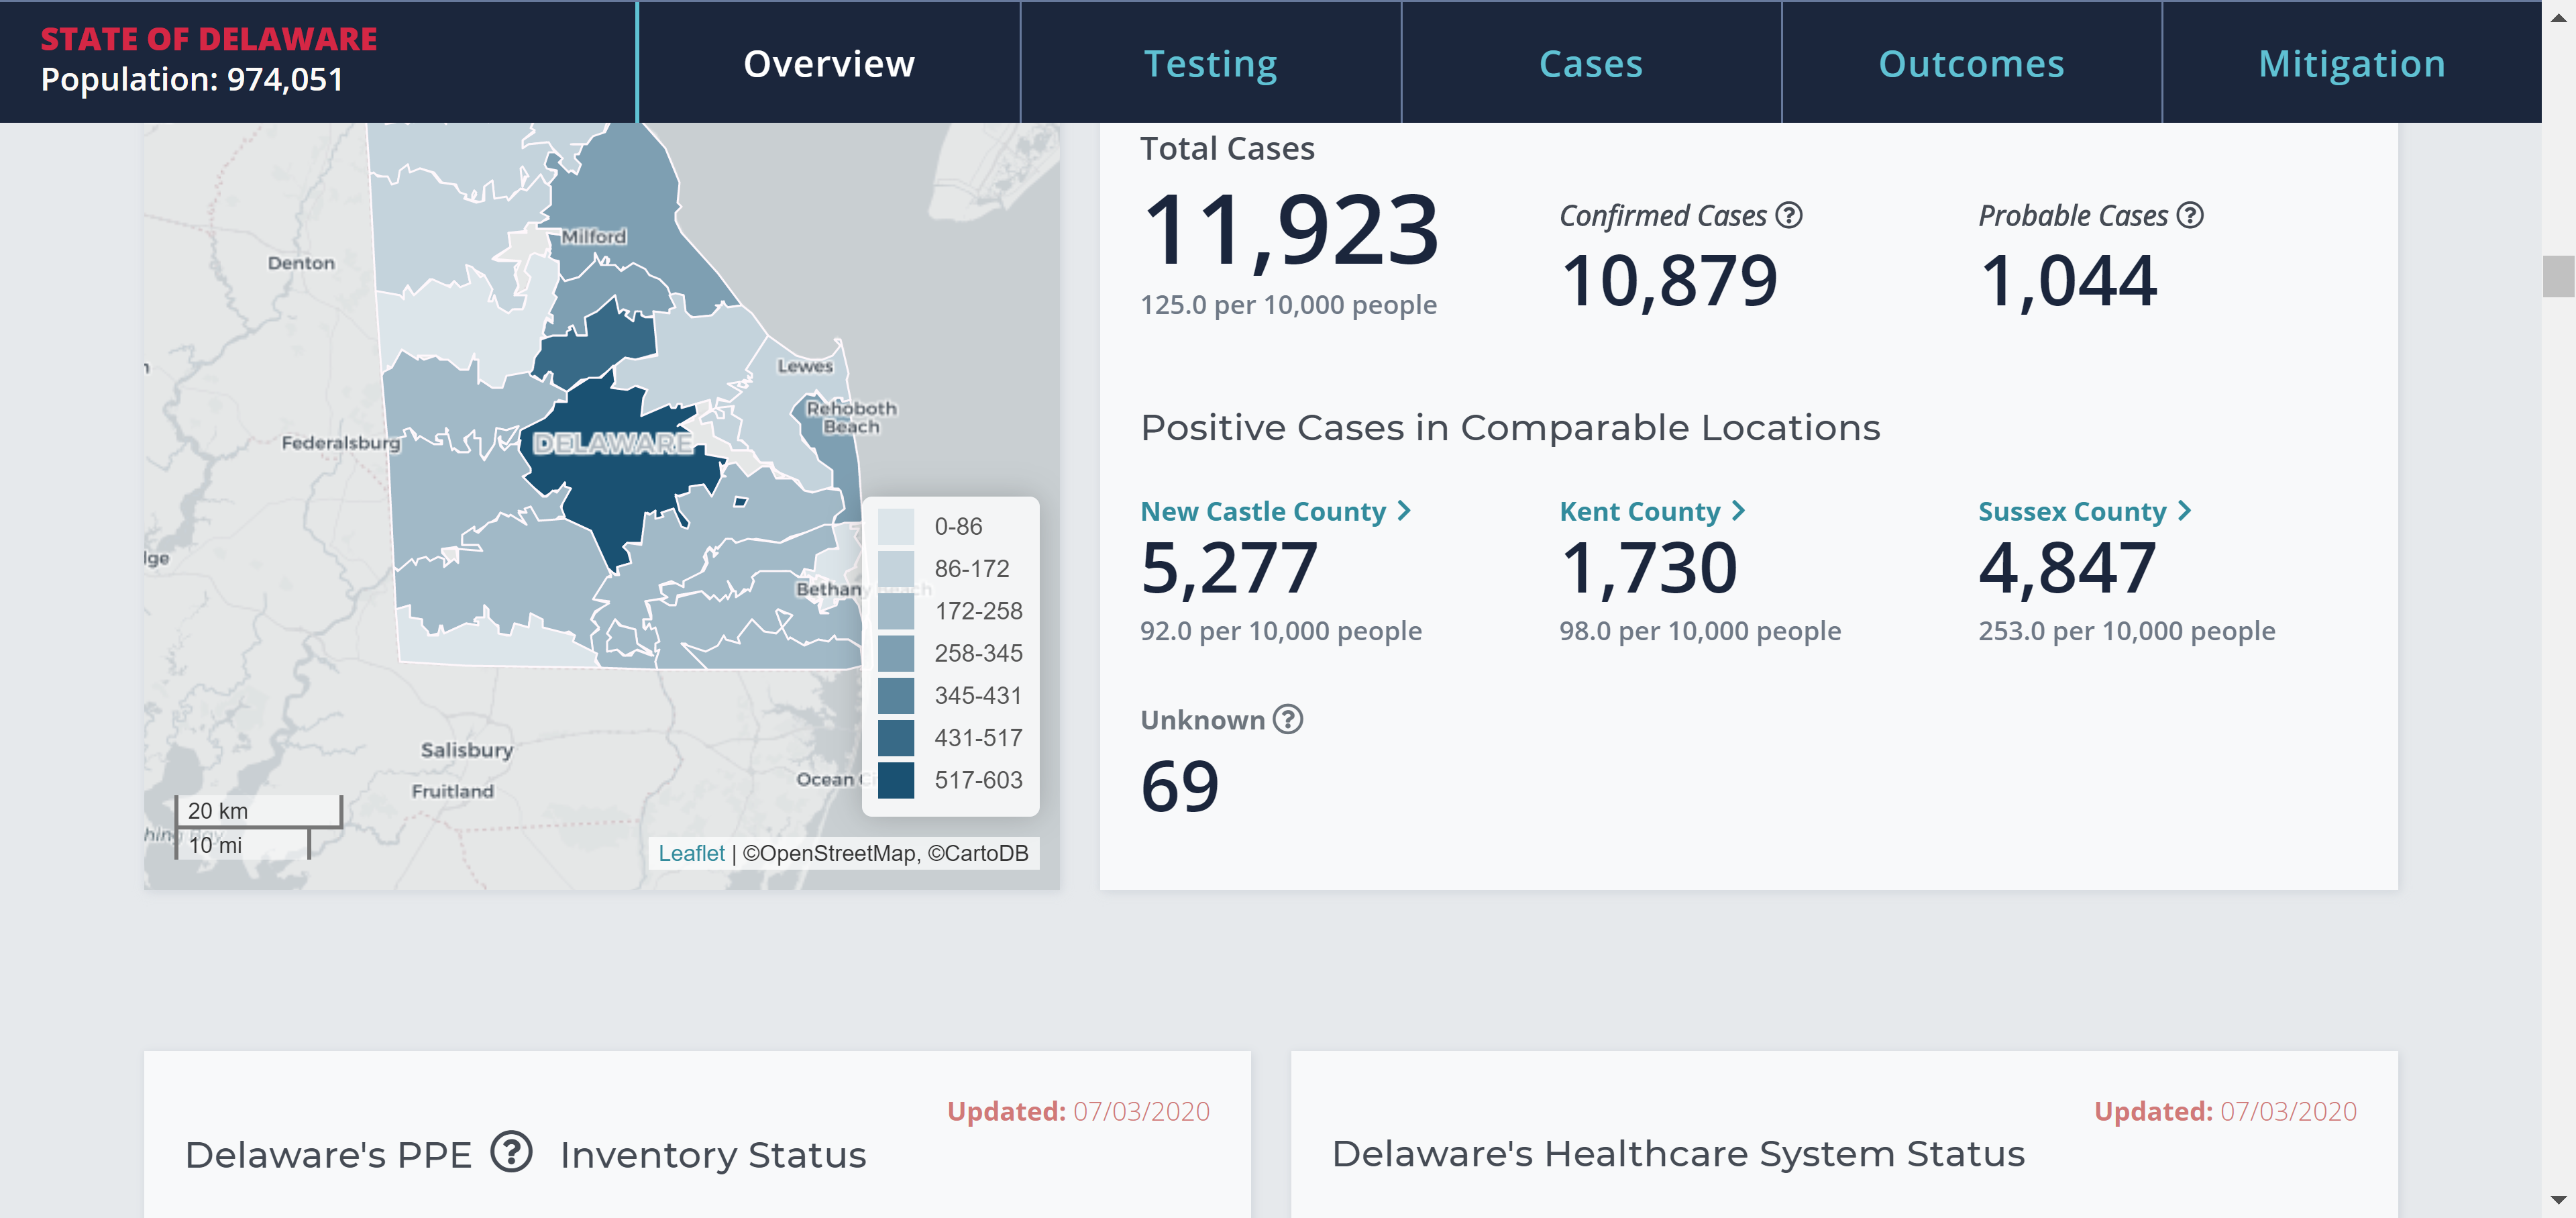 STATE OF DELAWARE
Population: 974,051
Overview
Testing
Cases
Outcomes
Mitigation
Milford
Denton
Lewes
Rehoboth
Beach
Federalsburg
DELAWARE
lge
Bethany
Salisbury
Fruitland
Ocean
0-86
86-172
172-258
258-345
345-431
431-517
517-603
20 km
10 mi
Leaflet | ©OpenStreetMap, ©CartoDB
Total Cases
11,923
125.0 per 10,000 people
Confirmed Cases ?
10,879
Probable Cases ?
1,044
Positive Cases in Comparable Locations
New Castle County >
5,277
92.0 per 10,000 people
Kent County >
1,730
98.0 per 10,000 people
Sussex County >
4,847
253.0 per 10,000 people
Unknown ?
69
Updated: 07/03/2020
Delaware's PPE ? Inventory Status
Updated: 07/03/2020
Delaware's Healthcare System Status